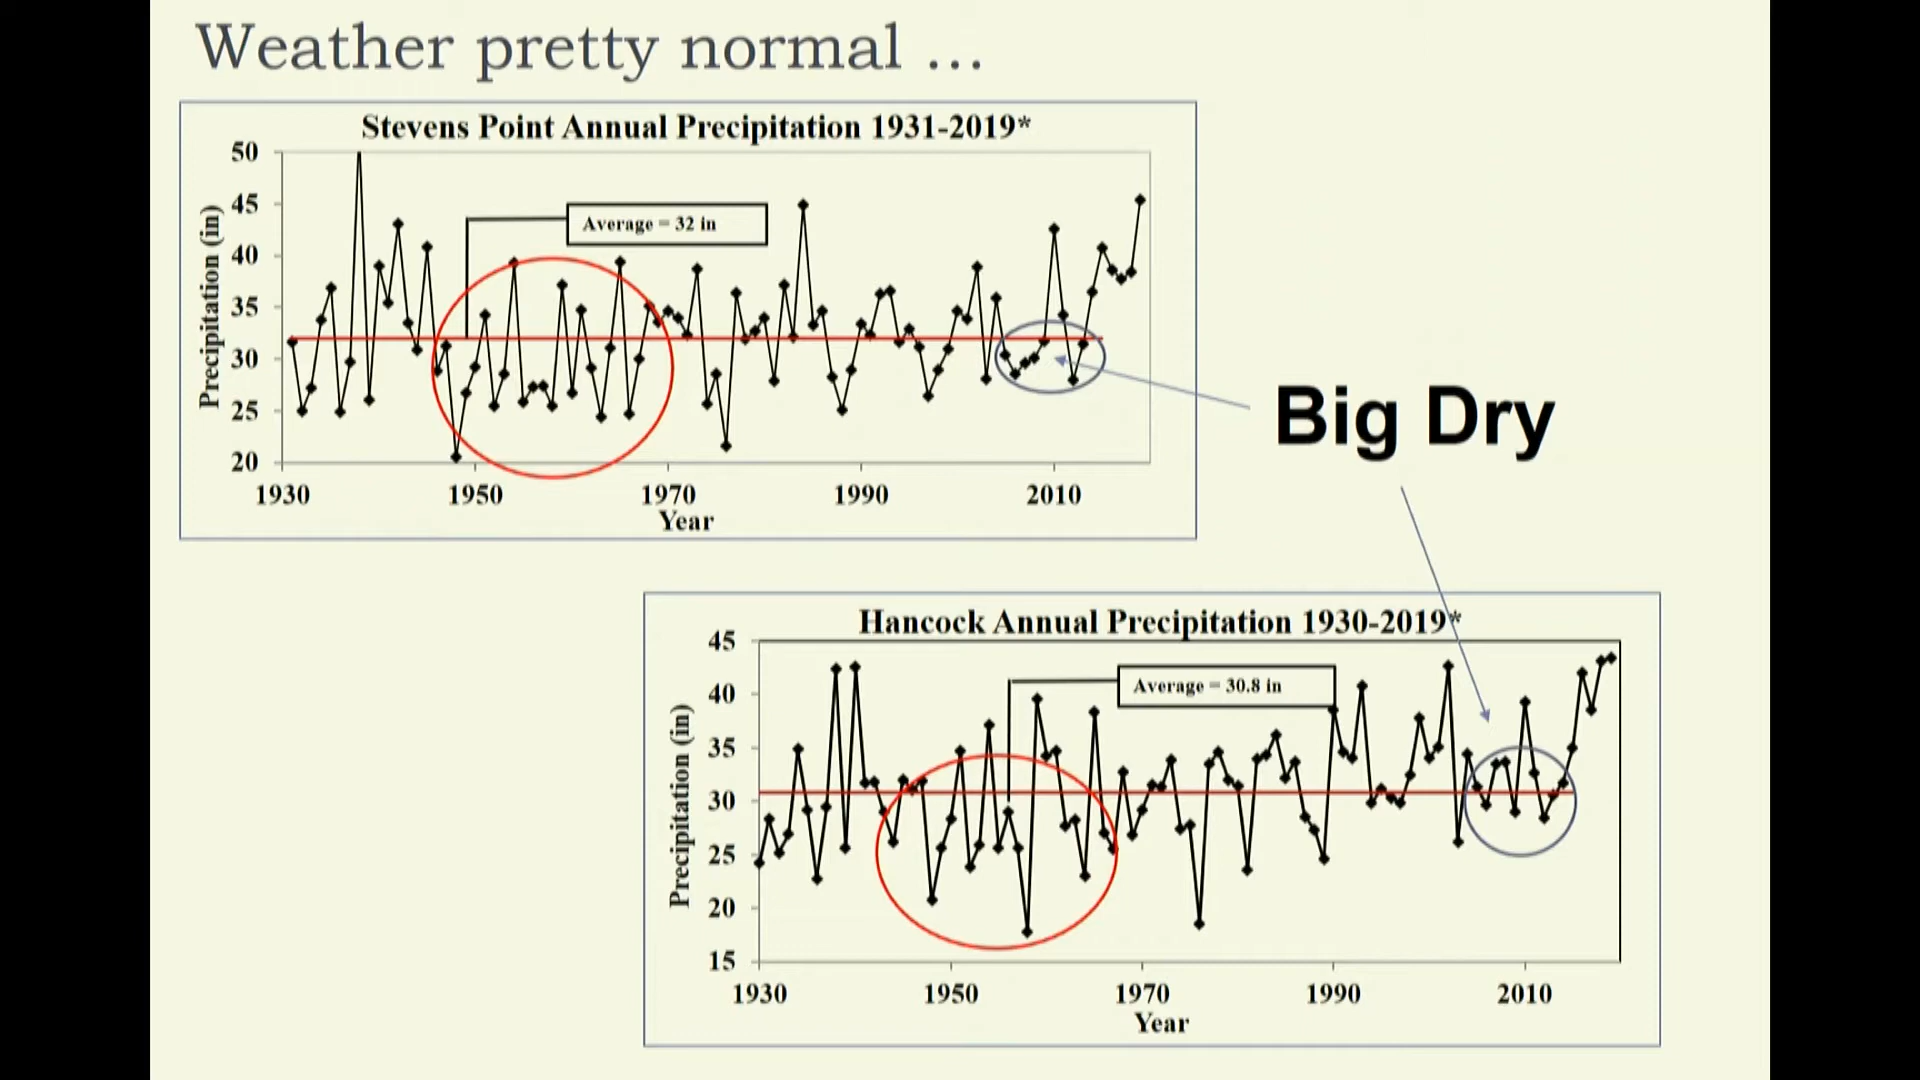 Weather pretty normal ...
Stevens Point Annual Precipitation 1931-2019*
Precipitation (in)
50
45
40
35
30
25
20
Average = 32 in
1930 1950 1970 1990 2010
Year
Big Dry
Hancock Annual Precipitation 1930-2019*
Precipitation (in)
45
40
35
30
25
20
15
Average = 30.8 in
1930 1950 1970 1990 2010
Year